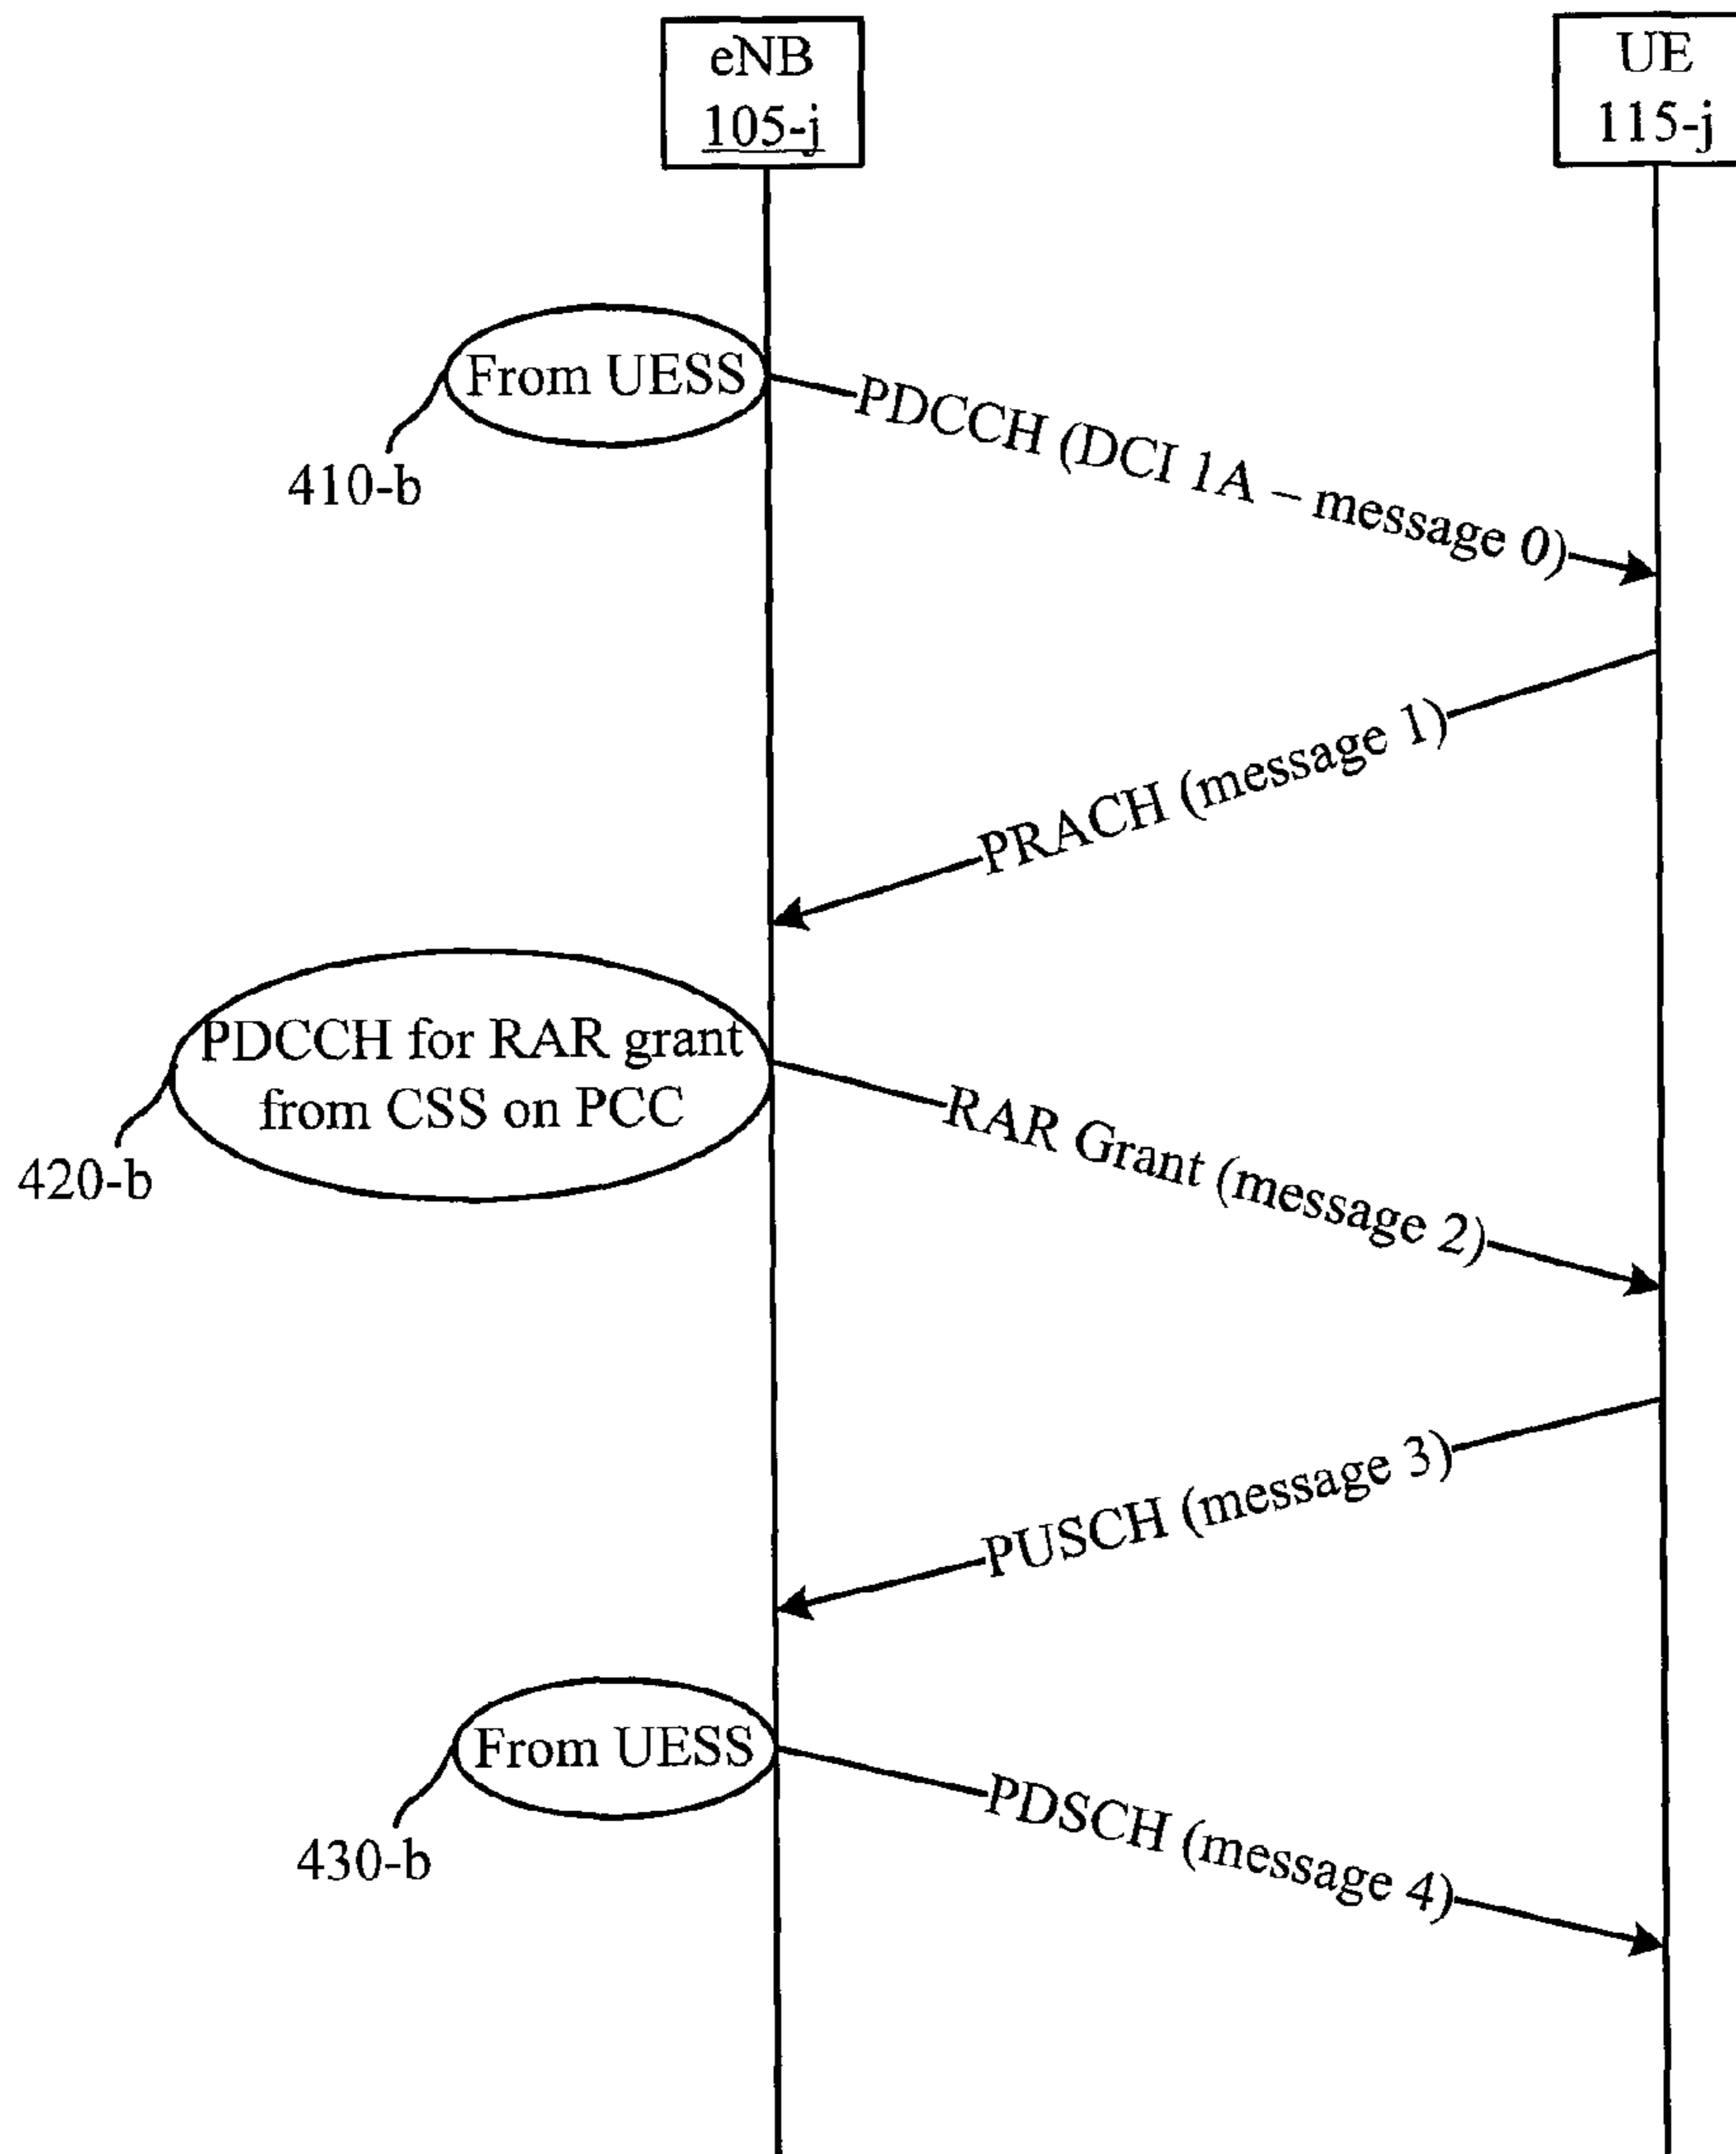 eNB
105-j
UE
115-j
From UESS
410-b
PDCCH (DCI 1A – message 0)
PRACH (message 1)
PDCCH for RAR grant
from CSS on PCC
420-b
RAR Grant (message 2)
PUSCH (message 3)
From UESS
430-b
PDSCH (message 4)